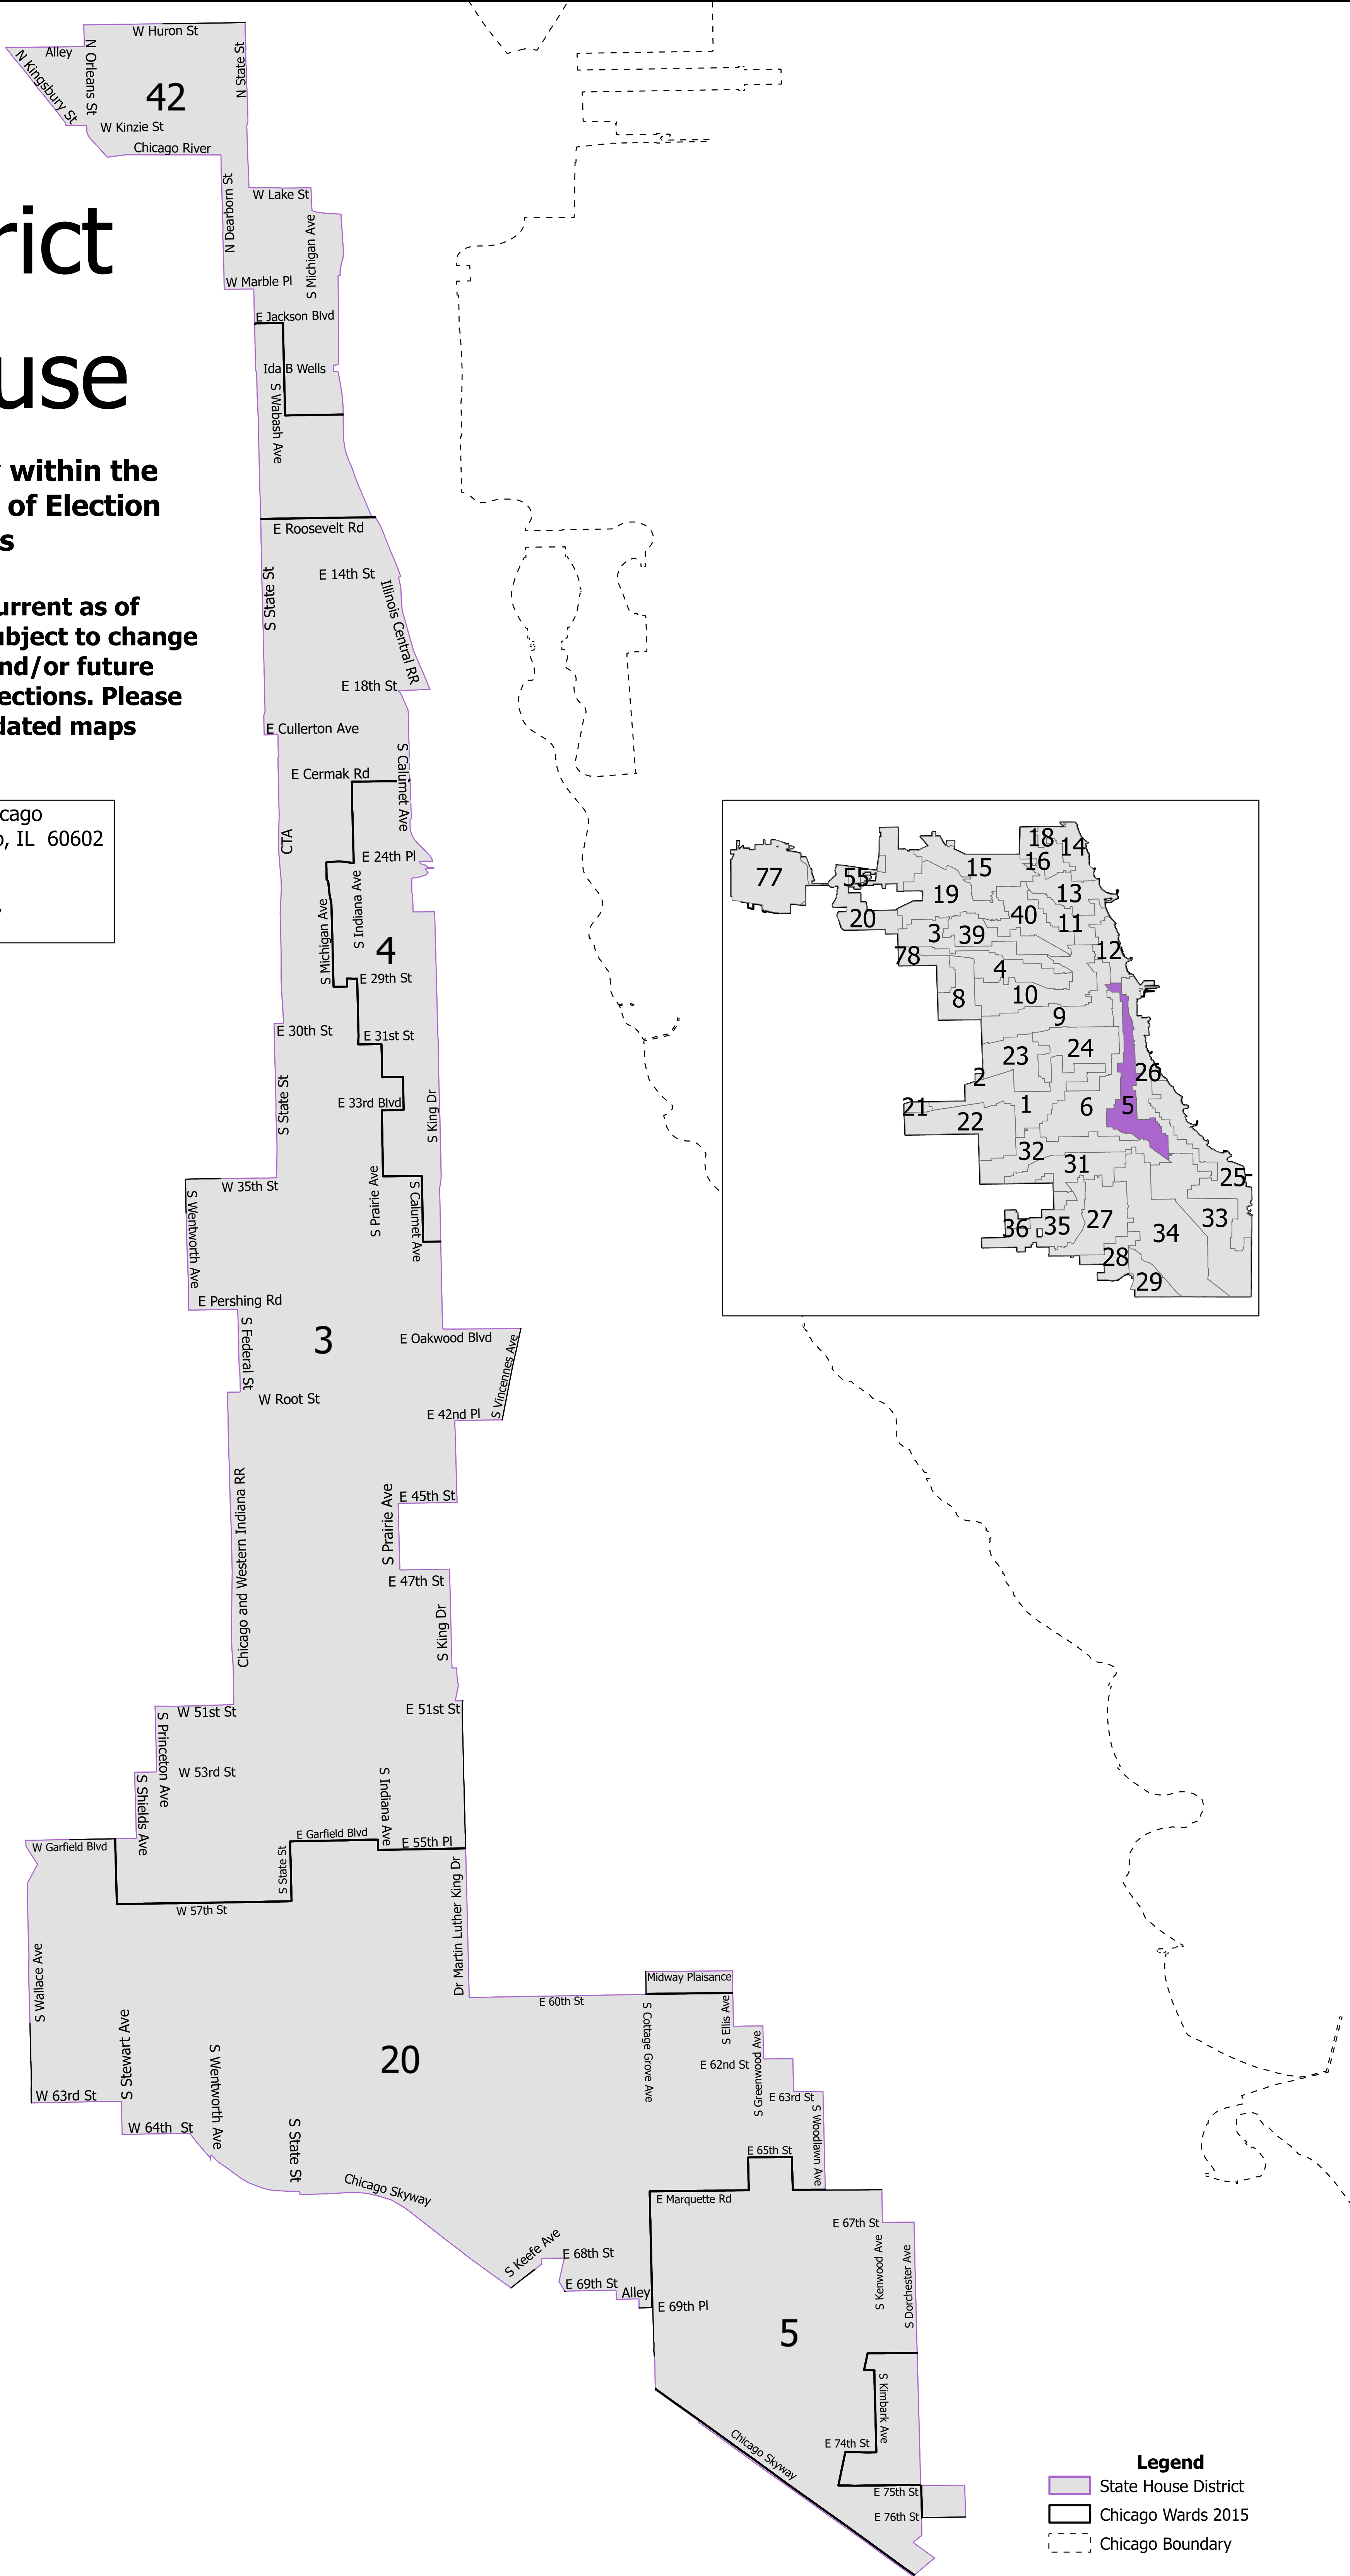 W Huron St
Alley
N Orleans St
N State St
N Kingsbury St
42
W Kinzie St
Chicago River
N Dearborn St
W Lake St
rict
S Michigan Ave
W Marble Pl
E Jackson Blvd
use
Ida B Wells
S Wabash Ave
within the
of Election
s
E Roosevelt Rd
S State St
E 14th St
Illinois Central RR
urrent as of
ubject to change
nd/or future
ections. Please
dated maps
E 18th St
E Cullerton Ave
S Calumet Ave
E Cermak Rd
cago
o, IL  60602
CTA
E 24th Pl
S Michigan Ave
S Indiana Ave
4
E 29th St
E 30th St
E 31st St
S State St
E 33rd Blvd
S King Dr
W 35th St
S Wentworth Ave
S Prairie Ave
S Calumet Ave
E Pershing Rd
S Federal St
3
E Oakwood Blvd
S Vincennes Ave
W Root St
E 42nd Pl
Chicago and Western Indiana RR
S Prairie Ave
E 45th St
E 47th St
S King Dr
W 51st St
E 51st St
S Princeton Ave
W 53rd St
S Shields Ave
S Indiana Ave
W Garfield Blvd
E Garfield Blvd
E 55th Pl
S State St
W 57th St
Dr Martin Luther King Dr
S Wallace Ave
Midway Plaisance
E 60th St
S Cottage Grove Ave
S Ellis Ave
S Stewart Ave
S Wentworth Ave
20
E 62nd St
S Greenwood Ave
W 63rd St
E 63rd St
S Woodlawn Ave
W 64th  St
S State St
E 65th St
Chicago Skyway
E Marquette Rd
E 67th St
S Keefe Ave
E 68th St
S Kenwood Ave
S Dorchester Ave
E 69th St
Alley
E 69th Pl
5
S Kimbark Ave
Chicago Skyway
E 74th St
E 75th St
E 76th St
77
55
20
15
18
14
16
19
13
40
11
3
39
78
12
4
8
10
9
23
24
26
2
21
22
1
6
5
32
31
25
36
35
27
34
33
28
29
Legend
State House District
Chicago Wards 2015
Chicago Boundary